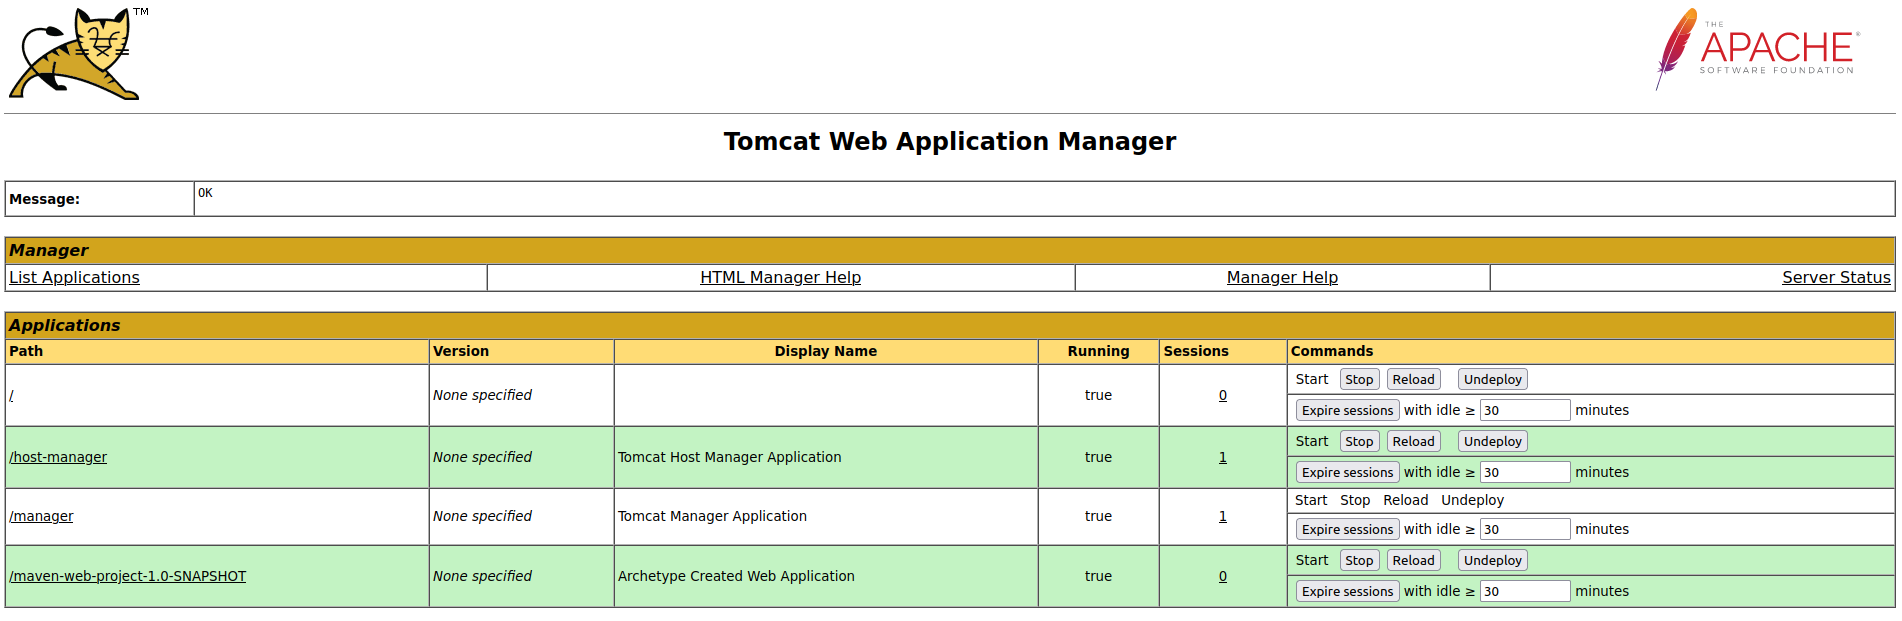 TM
THE
APACHE®
SOFTWARE FOUNDATION
Tomcat Web Application Manager
Message: OK
Manager
List Applications HTML Manager Help Manager Help Server Status
Applications
Path Version Display Name Running Sessions Commands
/ None specified true 0 Start Stop Reload Undeploy
Expire sessions with idle ≥ 30 minutes
/host-manager None specified Tomcat Host Manager Application true 1 Start Stop Reload Undeploy
Expire sessions with idle ≥ 30 minutes
/manager None specified Tomcat Manager Application true 1 Start Stop Reload Undeploy
Expire sessions with idle ≥ 30 minutes
/maven-web-project-1.0-SNAPSHOT None specified Archetype Created Web Application true 0 Start Stop Reload Undeploy
Expire sessions with idle ≥ 30 minutes